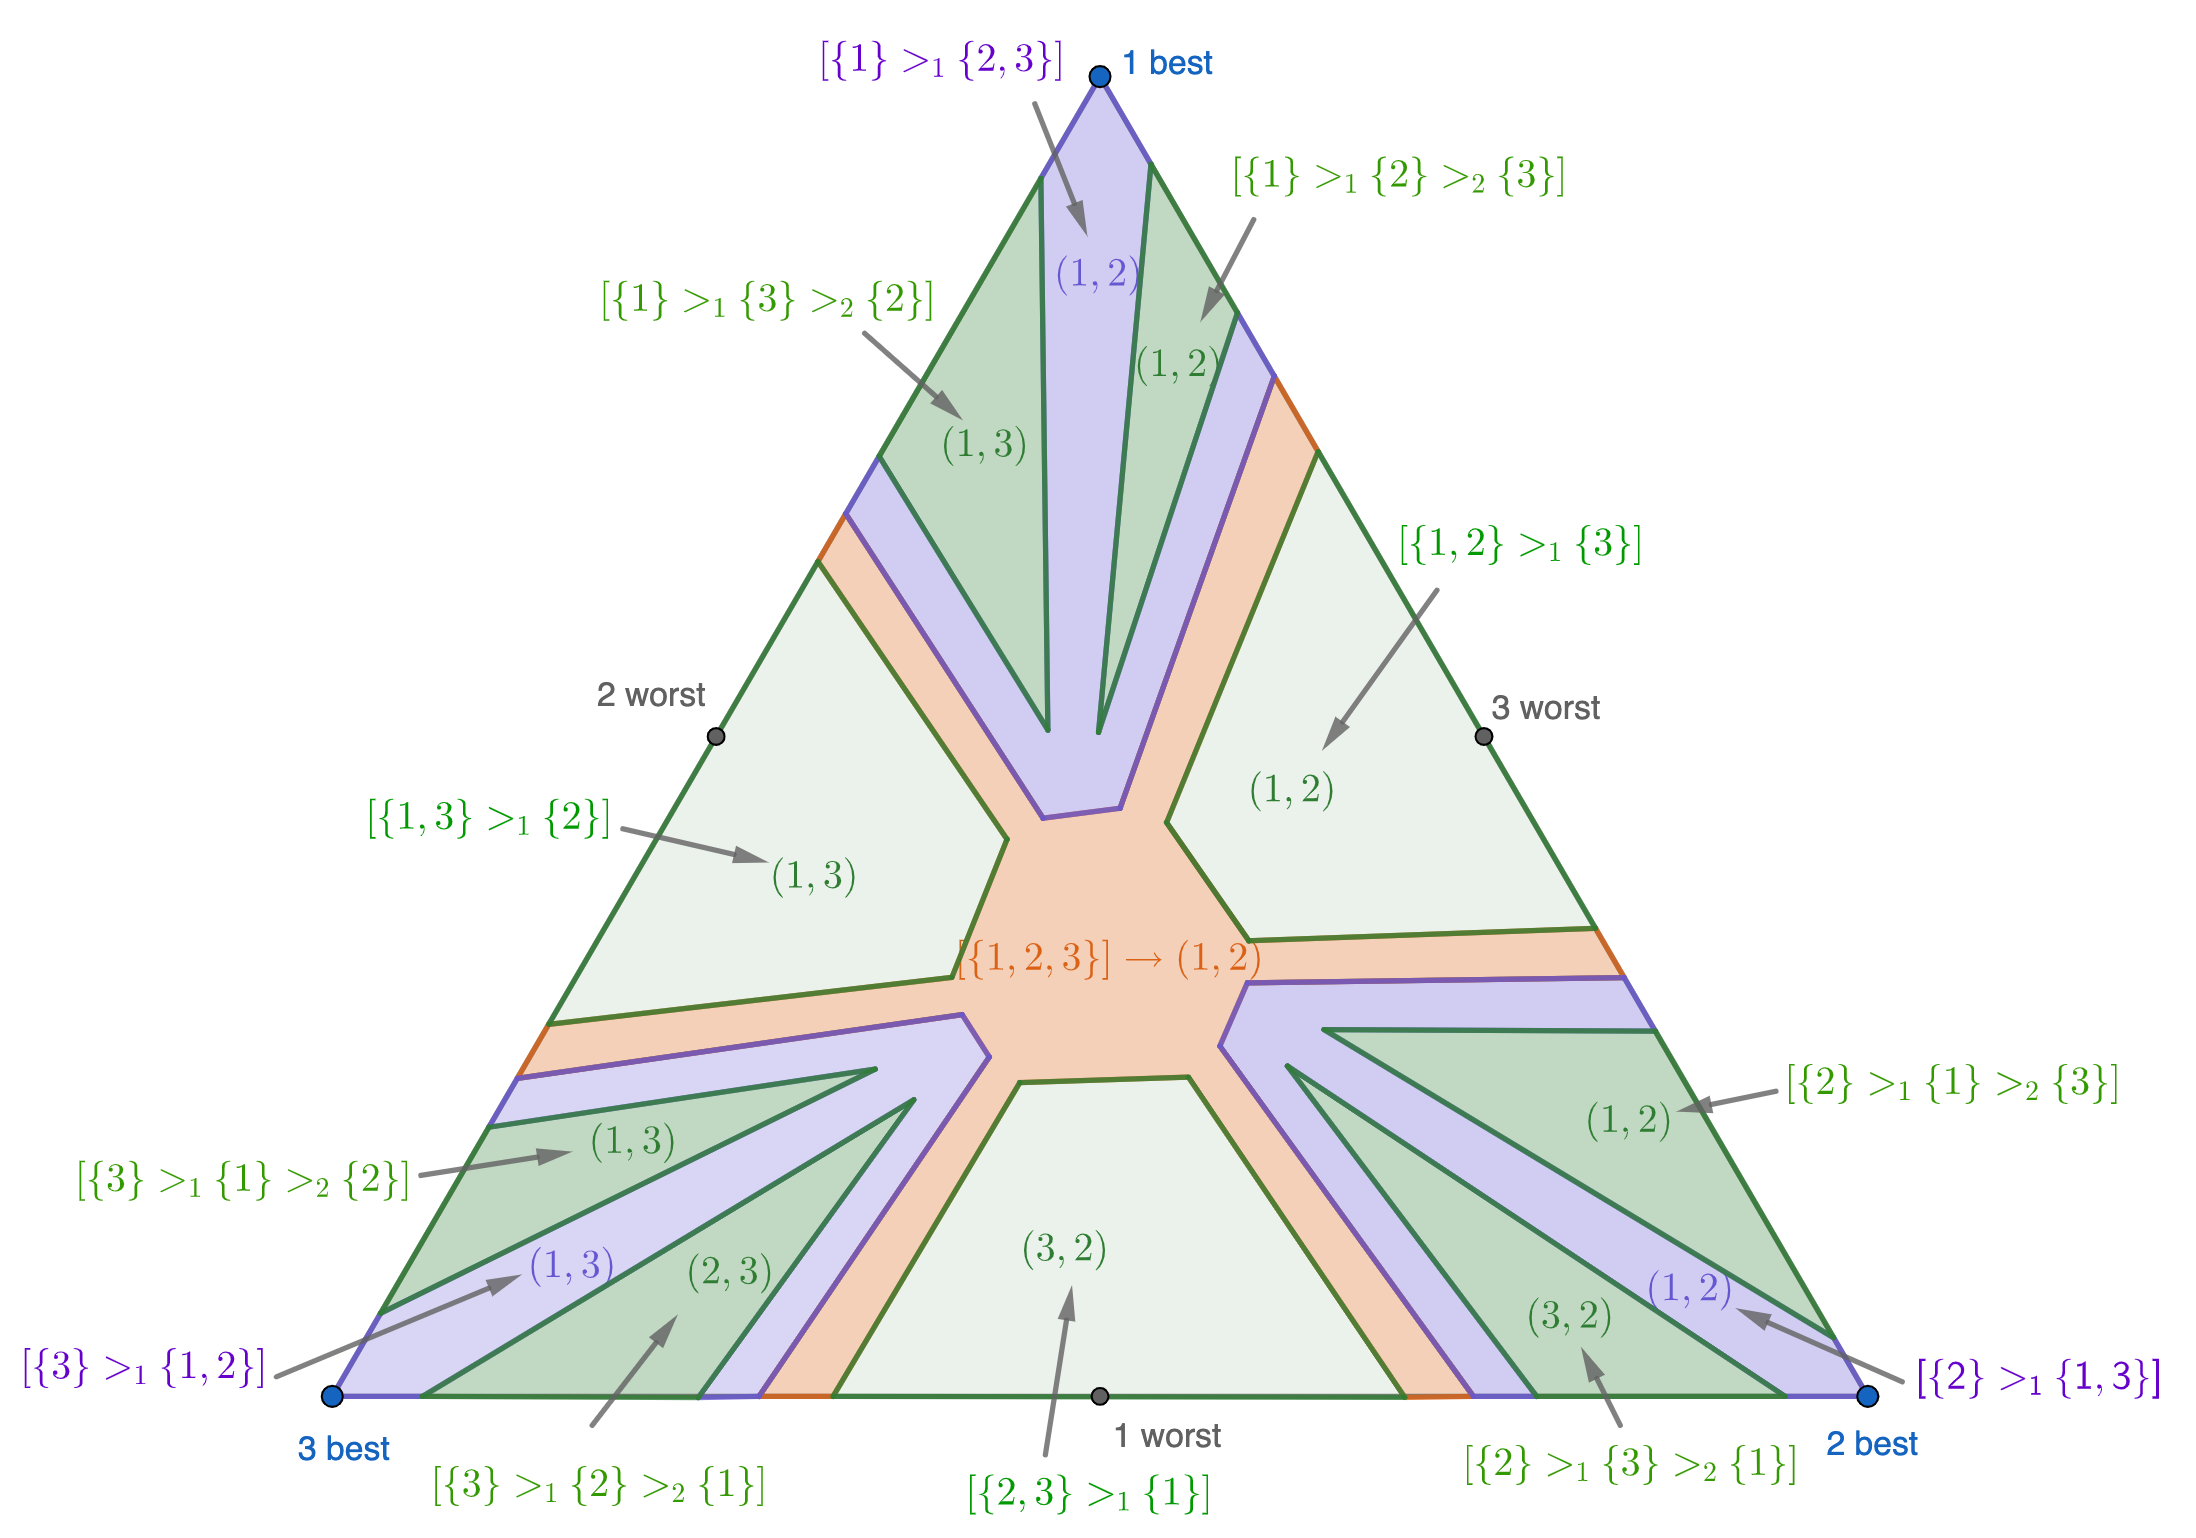 [{1} >₁ {2, 3}]
1 best
[{1} >₁ {2} >₂ {3}]
(1, 2)
[{1} >₁ {3} >₂ {2}]
(1, 2)
(1, 3)
[{1, 2} >₁ {3}]
2 worst
3 worst
(1, 2)
[{1, 3} >₁ {2}]
(1, 3)
[{1, 2, 3}] → (1, 2)
[{2} >₁ {1} >₂ {3}]
(1, 2)
(1, 3)
[{3} >₁ {1} >₂ {2}]
(3, 2)
(1, 3)
(2, 3)
(1, 2)
(3, 2)
[{3} >₁ {1, 2}]
[{2} >₁ {1, 3}]
3 best
1 worst
2 best
[{3} >₁ {2} >₂ {1}]
[{2, 3} >₁ {1}]
[{2} >₁ {3} >₂ {1}]